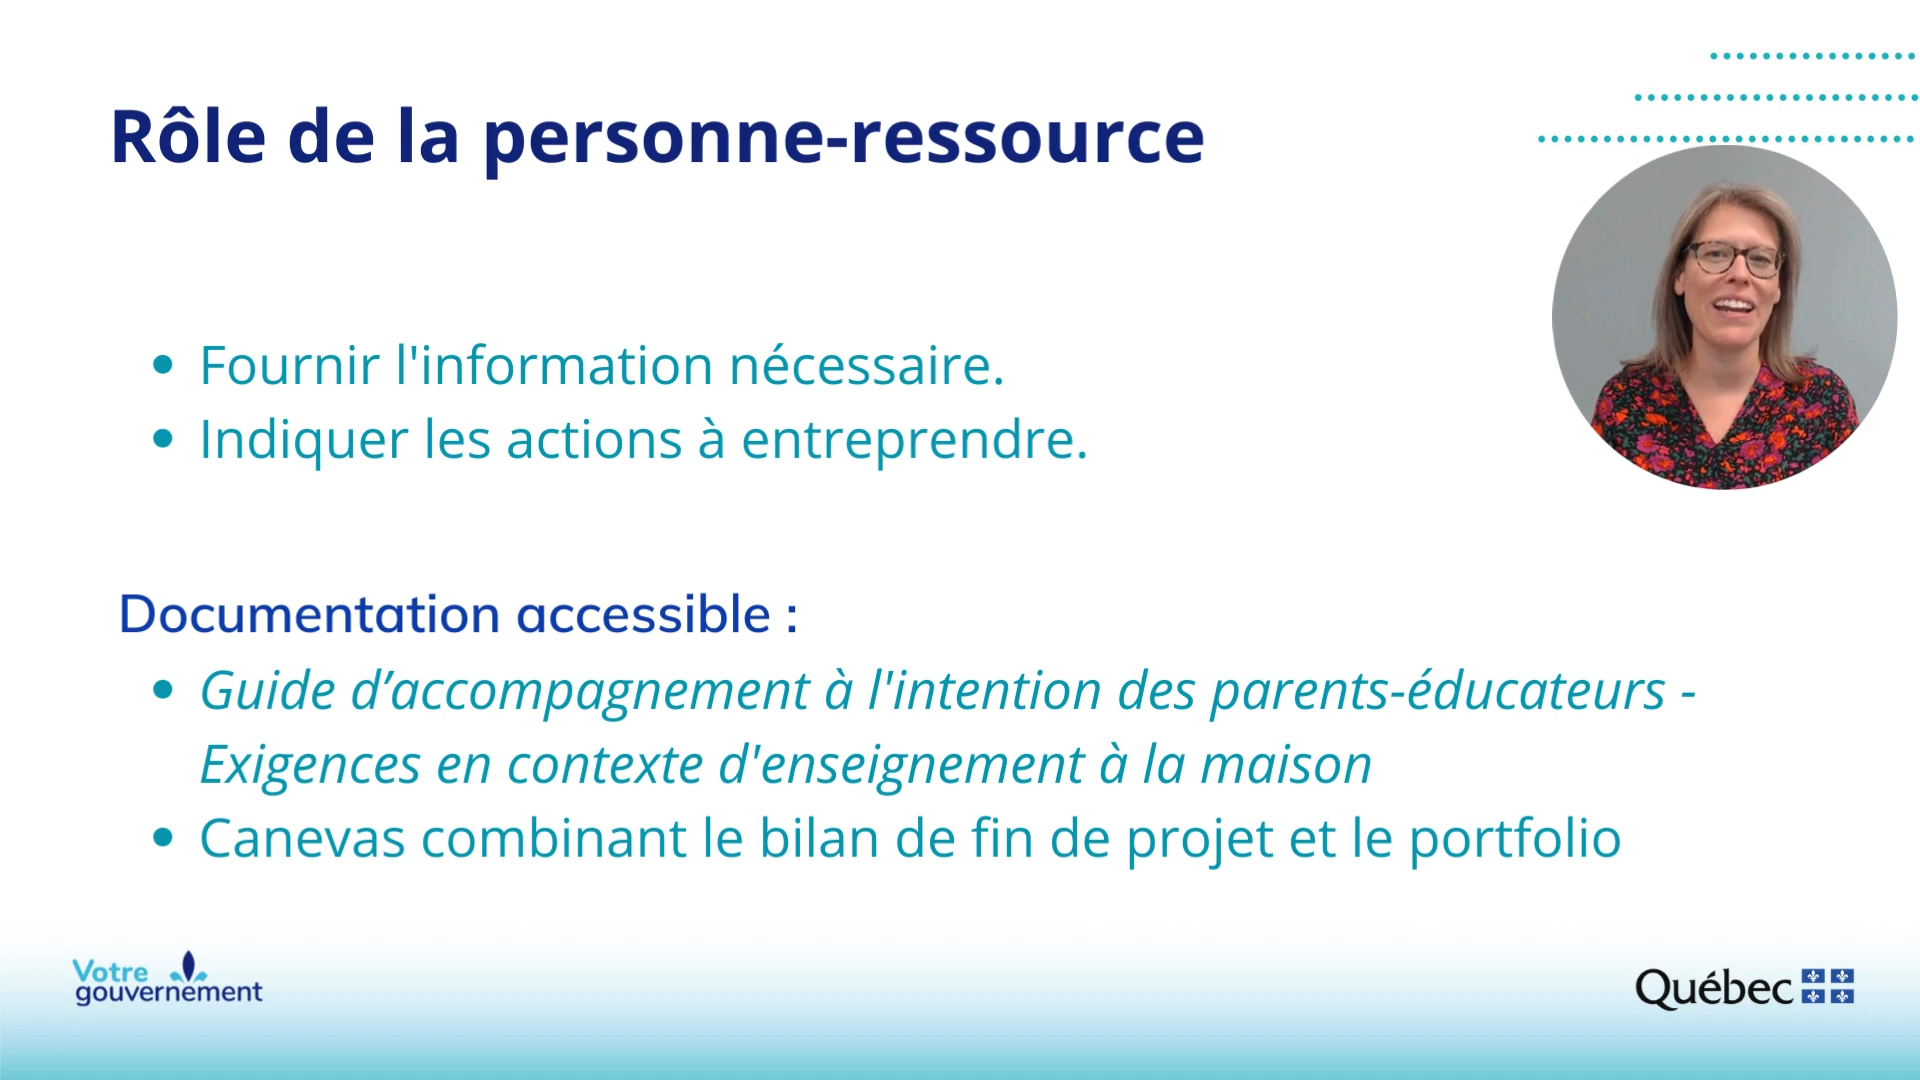 Rôle de la personne-ressource
• Fournir l'information nécessaire.
• Indiquer les actions à entreprendre.
Documentation accessible :
• Guide d’accompagnement à l'intention des parents-éducateurs -
Exigences en contexte d'enseignement à la maison
• Canevas combinant le bilan de fin de projet et le portfolio
Votre
gouvernement
Québec